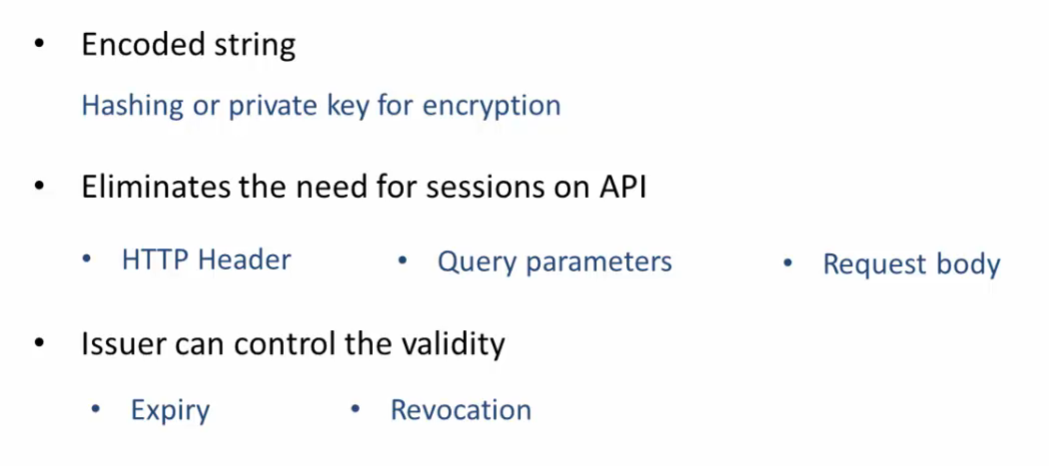 • Encoded string
Hashing or private key for encryption
• Eliminates the need for sessions on API
• HTTP Header • Query parameters • Request body
• Issuer can control the validity
• Expiry • Revocation